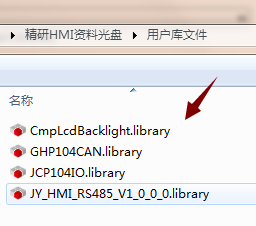 精研HMI资料光盘 用户库文件
名称
CmpLcdBacklight.library
GHP104CAN.library
JCP104IO.library
JY_HMI_RS485_V1_0_0_0.library